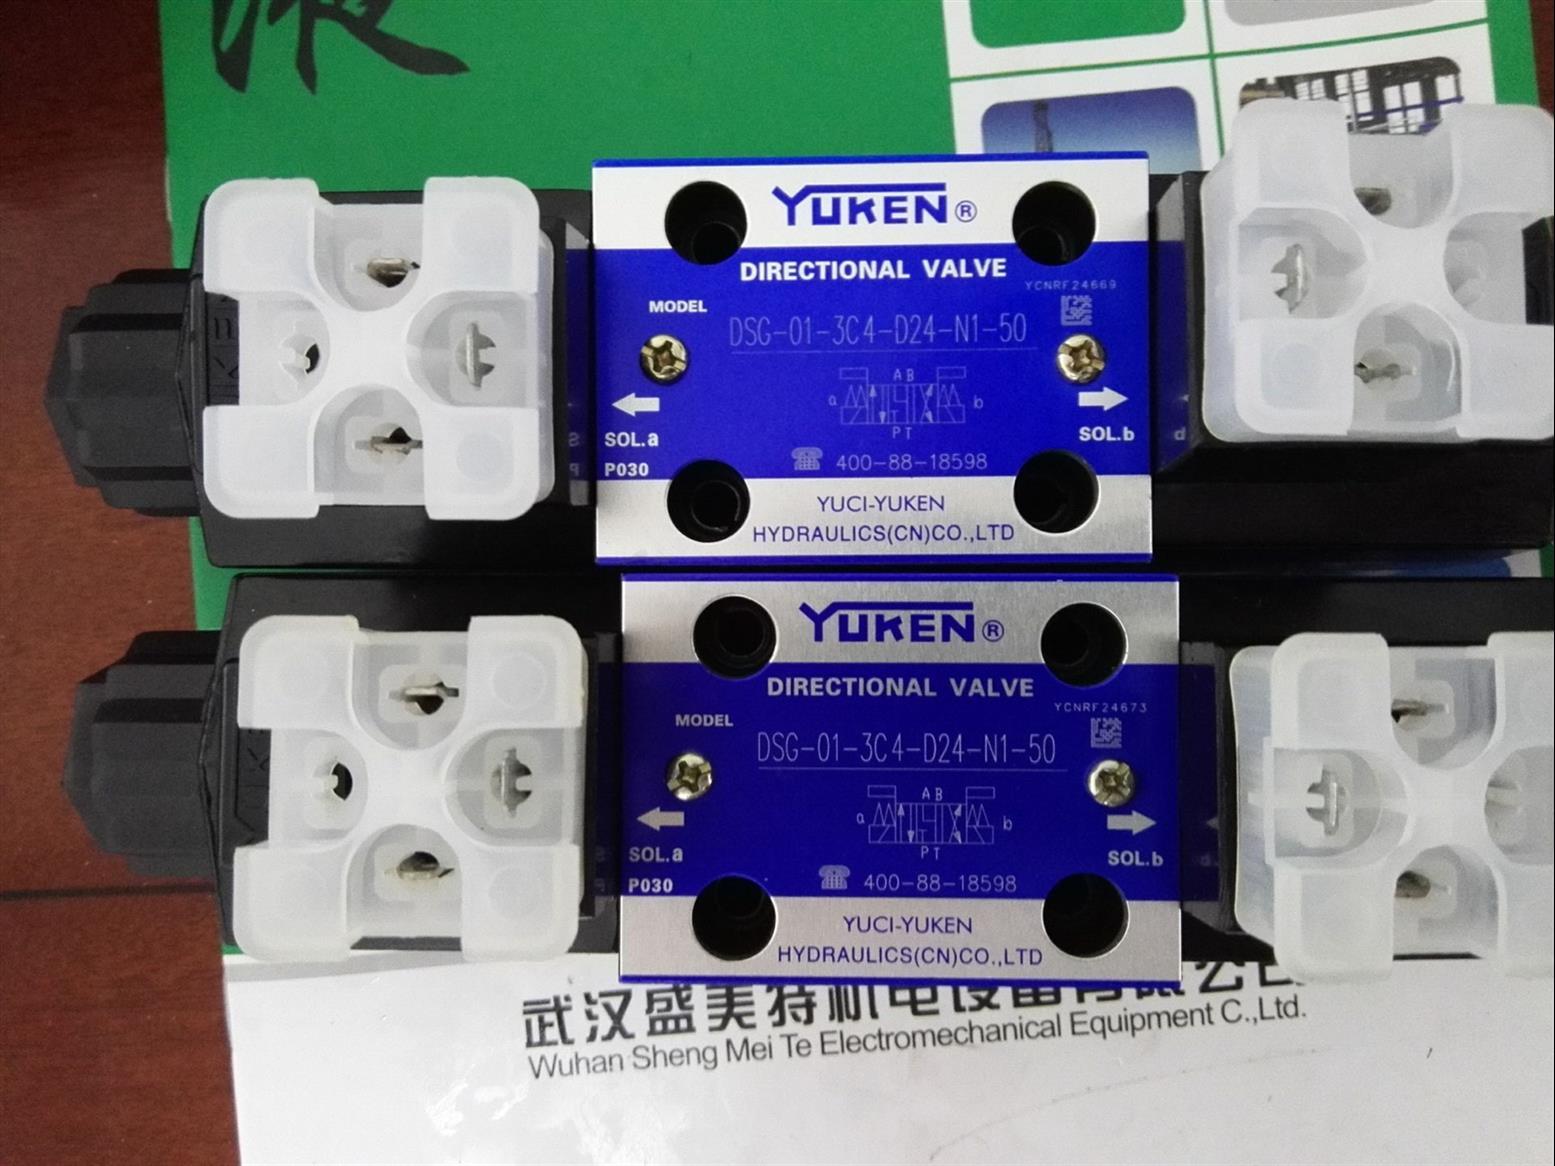 液
YUKEN®
DIRECTIONAL VALVE
YCNRF24669
MODEL
DSG-01-3C4-D24-N1-50
A B
a b
P T
SOL.a SOL.b
P030
400-88-18598
YUCI-YUKEN
HYDRAULICS(CN)CO.,LTD
YUKEN®
DIRECTIONAL VALVE
YCNRF24673
MODEL
DSG-01-3C4-D24-N1-50
A B
a b
P T
SOL.a SOL.b
P030
400-88-18598
YUCI-YUKEN
HYDRAULICS(CN)CO.,LTD
武汉盛美特机电设备有限公司
Wuhan Sheng Mei Te Electromechanical Equipment C.,Ltd.